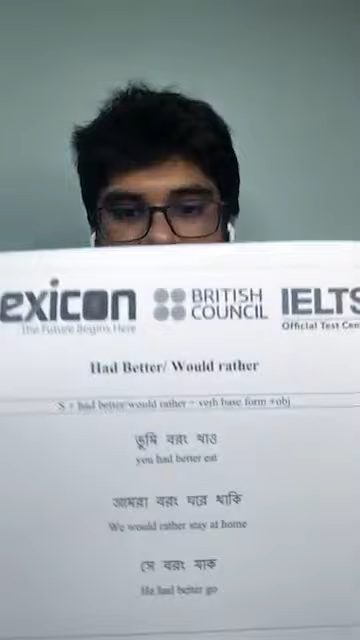 exicon
The Future Begins Here
BRITISH
COUNCIL
IELTS
Official Test Cen
Had Better/ Would rather
S + had better/would rather + verb base form +obj
তুমি বরং খাও
you had better eat
আমরা বরং ঘরে থাকি
We would rather stay at home
সে বরং যাক
He had better go